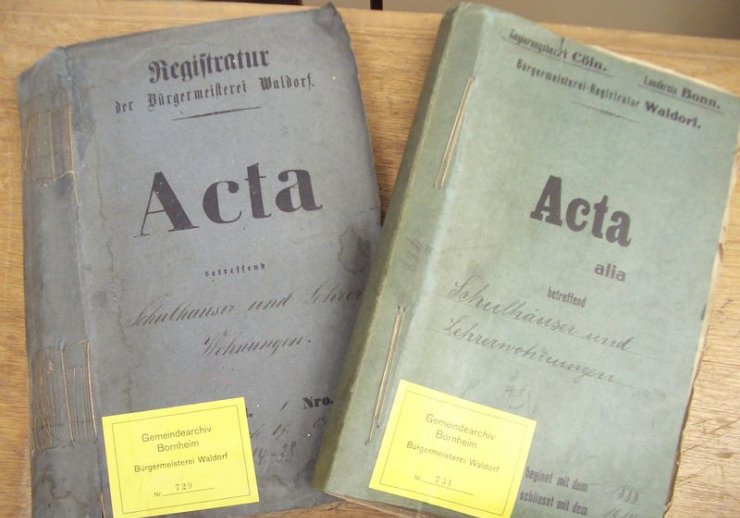 Registratur
der Bürgermeisterei Waldorf.
Acta
betreffend
Schulhäuser und Lehrer
Wohnungen.
Nro.
Gemeindearchiv
Bornheim
Bürgermeisterei Waldorf
Nr. 729
Regierungsbezirk Cöln.
Landkreis Bonn.
Bürgermeisterei-Registratur Waldorf.
Acta
alia
betreffend
Schulhäuser und
Lehrerwohnungen
Gemeindearchiv
Bornheim
Bürgermeisterei Waldorf
Nr. 731
beginnt mit dem
schliesst mit dem